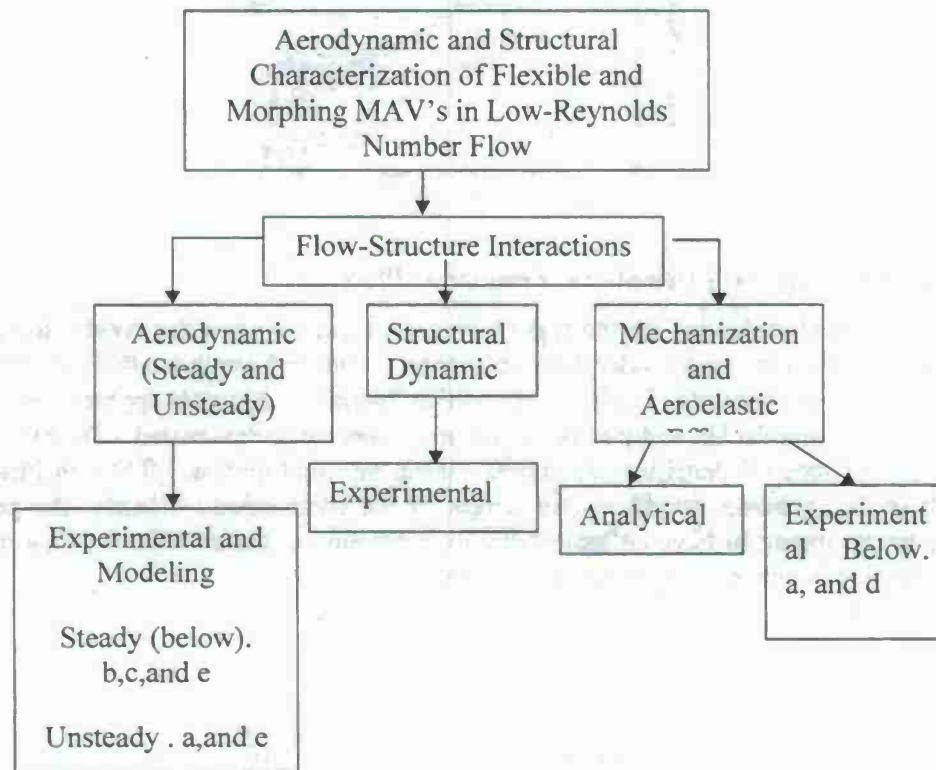 Aerodynamic and Structural
Characterization of Flexible and
Morphing MAV's in Low-Reynolds
Number Flow
Flow-Structure Interactions
Aerodynamic
(Steady and
Unsteady)
Structural
Dynamic
Mechanization
and
Aeroelastic
Experimental and
Modeling
Steady (below).
b,c,and e
Unsteady . a,and e
Experimental
Analytical
Experiment
al Below.
a, and d